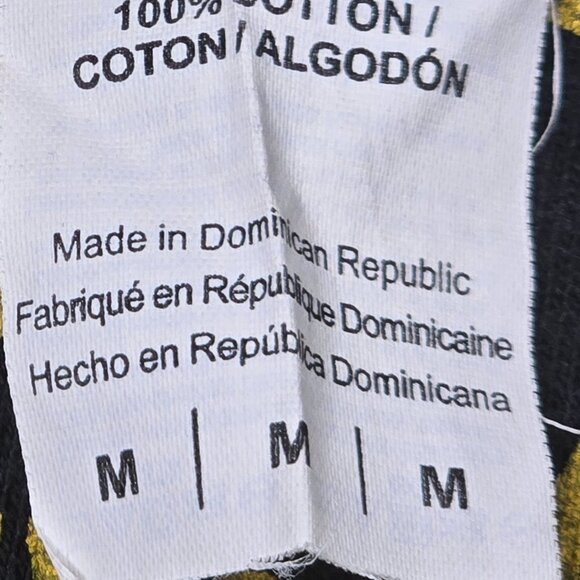 100% COTTON /
COTON / ALGODÓN
Made in Dominican Republic
Fabriqué en République Dominicaine
Hecho en República Dominicana
M | M | M